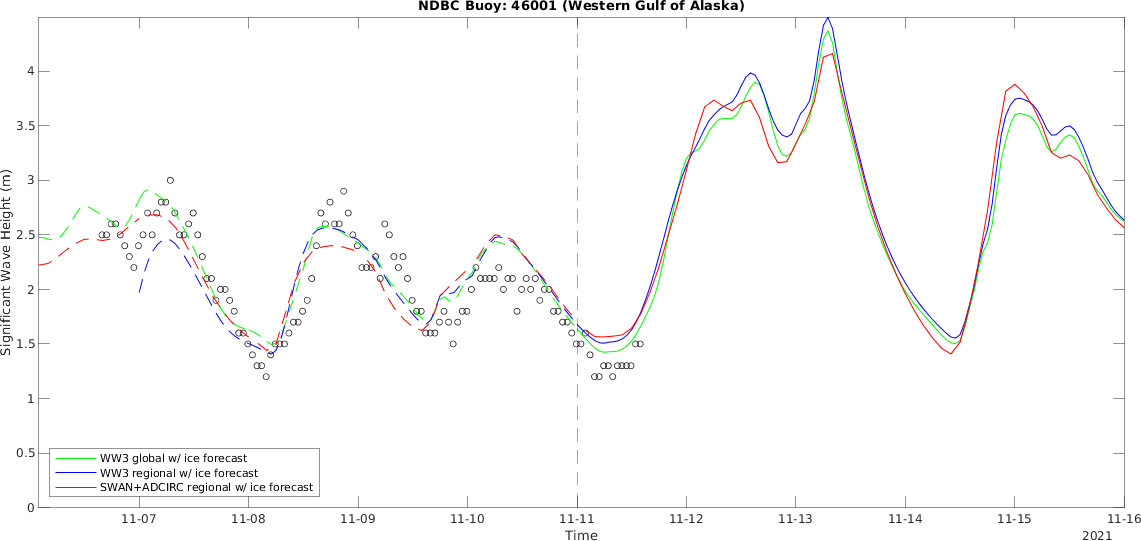 NDBC Buoy: 46001 (Western Gulf of Alaska)
Significant Wave Height (m)
4
3.5
3
2.5
2
1.5
1
0.5
0
WW3 global w/ ice forecast
WW3 regional w/ ice forecast
SWAN+ADCIRC regional w/ ice forecast
11-07 11-08 11-09 11-10 11-11 11-12 11-13 11-14 11-15 11-16
Time
2021